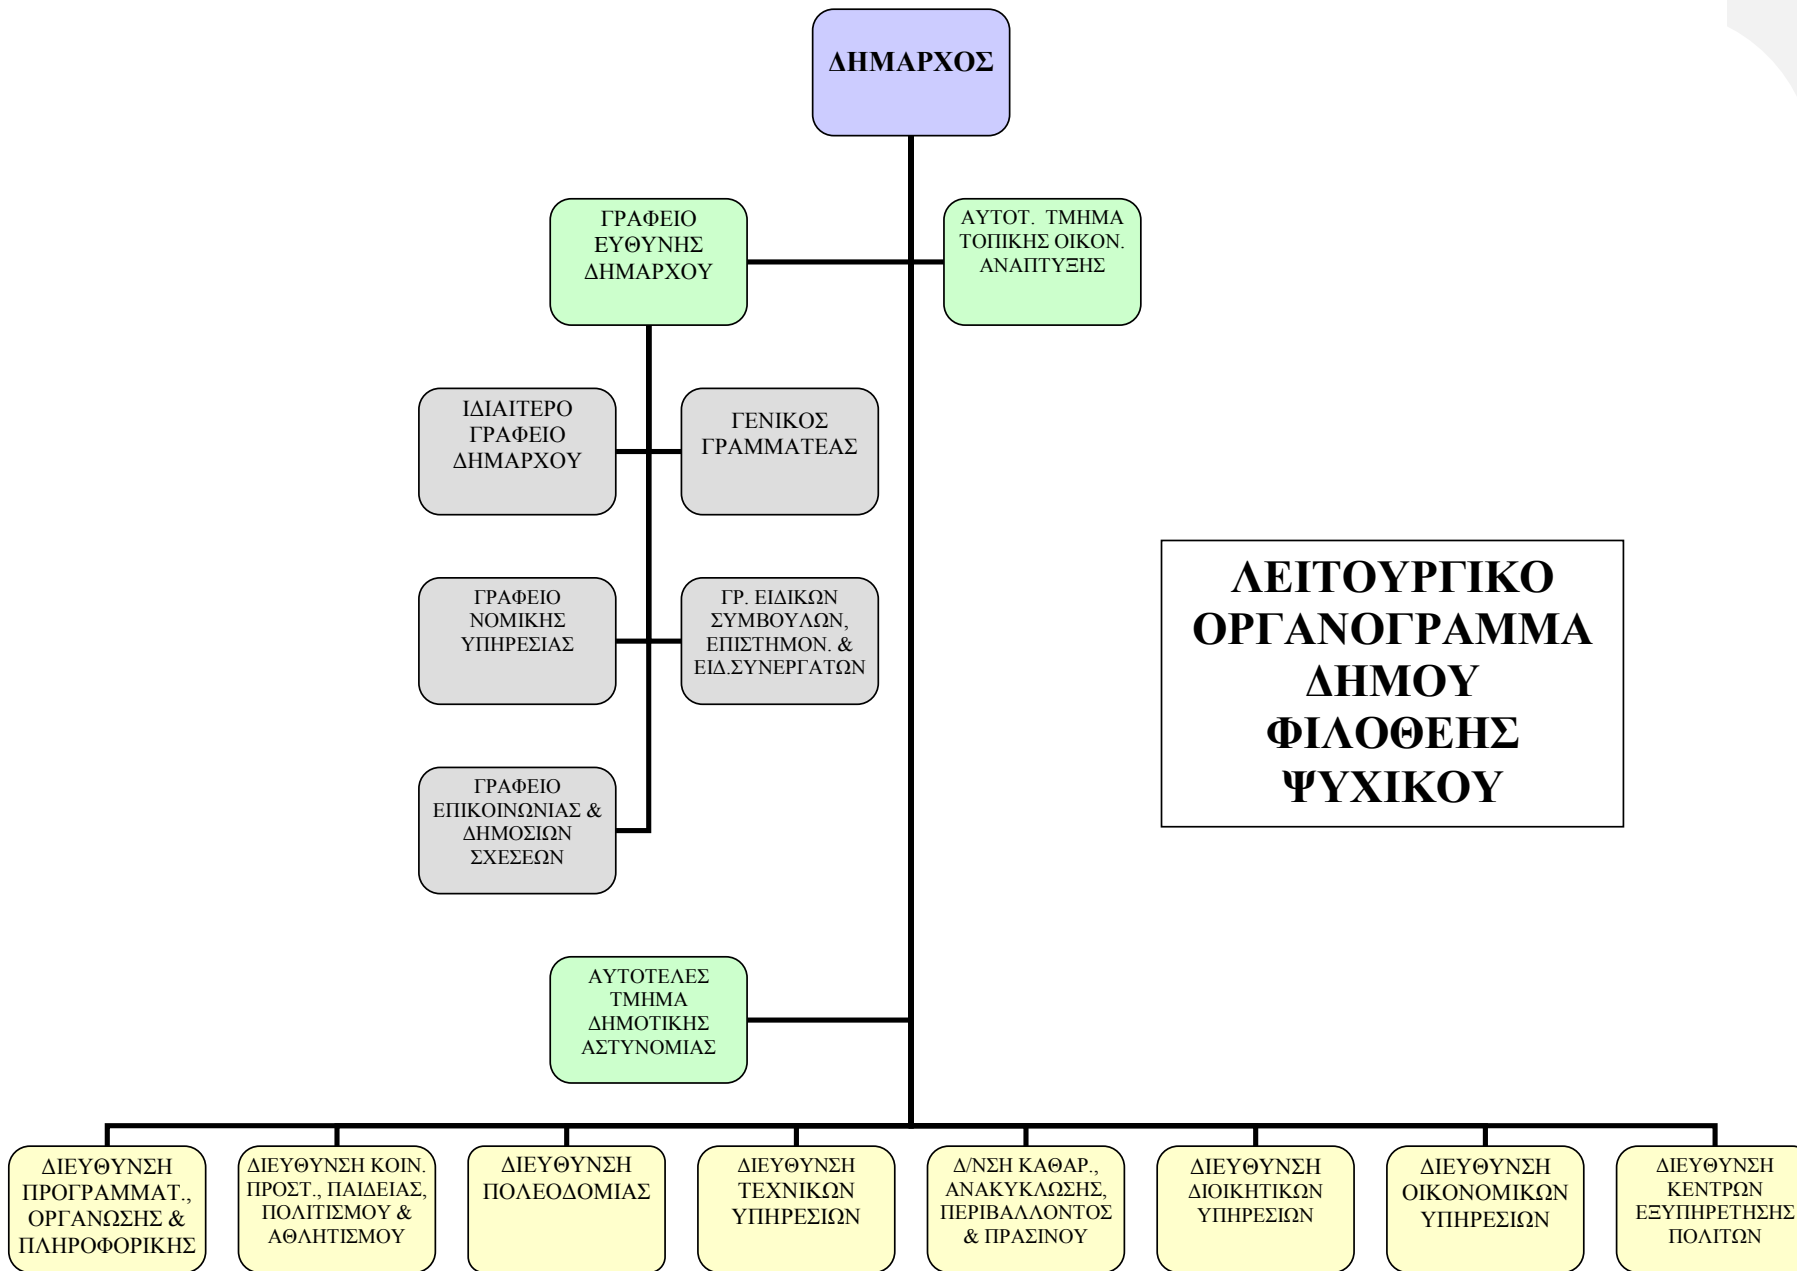 ΔΗΜΑΡΧΟΣ
ΓΡΑΦΕΙΟ
ΕΥΘΥΝΗΣ
ΔΗΜΑΡΧΟΥ
ΑΥΤΟΤ. ΤΜΗΜΑ
ΤΟΠΙΚΗΣ ΟΙΚΟΝ.
ΑΝΑΠΤΥΞΗΣ
ΙΔΙΑΙΤΕΡΟ
ΓΡΑΦΕΙΟ
ΔΗΜΑΡΧΟΥ
ΓΕΝΙΚΟΣ
ΓΡΑΜΜΑΤΕΑΣ
ΓΡΑΦΕΙΟ
ΝΟΜΙΚΗΣ
ΥΠΗΡΕΣΙΑΣ
ΓΡ. ΕΙΔΙΚΩΝ
ΣΥΜΒΟΥΛΩΝ,
ΕΠΙΣΤΗΜΟΝ. &
ΕΙΔ.ΣΥΝΕΡΓΑΤΩΝ
ΛΕΙΤΟΥΡΓΙΚΟ
ΟΡΓΑΝΟΓΡΑΜΜΑ
ΔΗΜΟΥ
ΦΙΛΟΘΕΗΣ
ΨΥΧΙΚΟΥ
ΓΡΑΦΕΙΟ
ΕΠΙΚΟΙΝΩΝΙΑΣ &
ΔΗΜΟΣΙΩΝ
ΣΧΕΣΕΩΝ
ΑΥΤΟΤΕΛΕΣ
ΤΜΗΜΑ
ΔΗΜΟΤΙΚΗΣ
ΑΣΤΥΝΟΜΙΑΣ
ΔΙΕΥΘΥΝΣΗ
ΠΡΟΓΡΑΜΜΑΤ.,
ΟΡΓΑΝΩΣΗΣ &
ΠΛΗΡΟΦΟΡΙΚΗΣ
ΔΙΕΥΘΥΝΣΗ ΚΟΙΝ.
ΠΡΟΣΤ., ΠΑΙΔΕΙΑΣ,
ΠΟΛΙΤΙΣΜΟΥ &
ΑΘΛΗΤΙΣΜΟΥ
ΔΙΕΥΘΥΝΣΗ
ΠΟΛΕΟΔΟΜΙΑΣ
ΔΙΕΥΘΥΝΣΗ
ΤΕΧΝΙΚΩΝ
ΥΠΗΡΕΣΙΩΝ
Δ/ΝΣΗ ΚΑΘΑΡ.,
ΑΝΑΚΥΚΛΩΣΗΣ,
ΠΕΡΙΒΑΛΛΟΝΤΟΣ
& ΠΡΑΣΙΝΟΥ
ΔΙΕΥΘΥΝΣΗ
ΔΙΟΙΚΗΤΙΚΩΝ
ΥΠΗΡΕΣΙΩΝ
ΔΙΕΥΘΥΝΣΗ
ΟΙΚΟΝΟΜΙΚΩΝ
ΥΠΗΡΕΣΙΩΝ
ΔΙΕΥΘΥΝΣΗ
ΚΕΝΤΡΩΝ
ΕΞΥΠΗΡΕΤΗΣΗΣ
ΠΟΛΙΤΩΝ